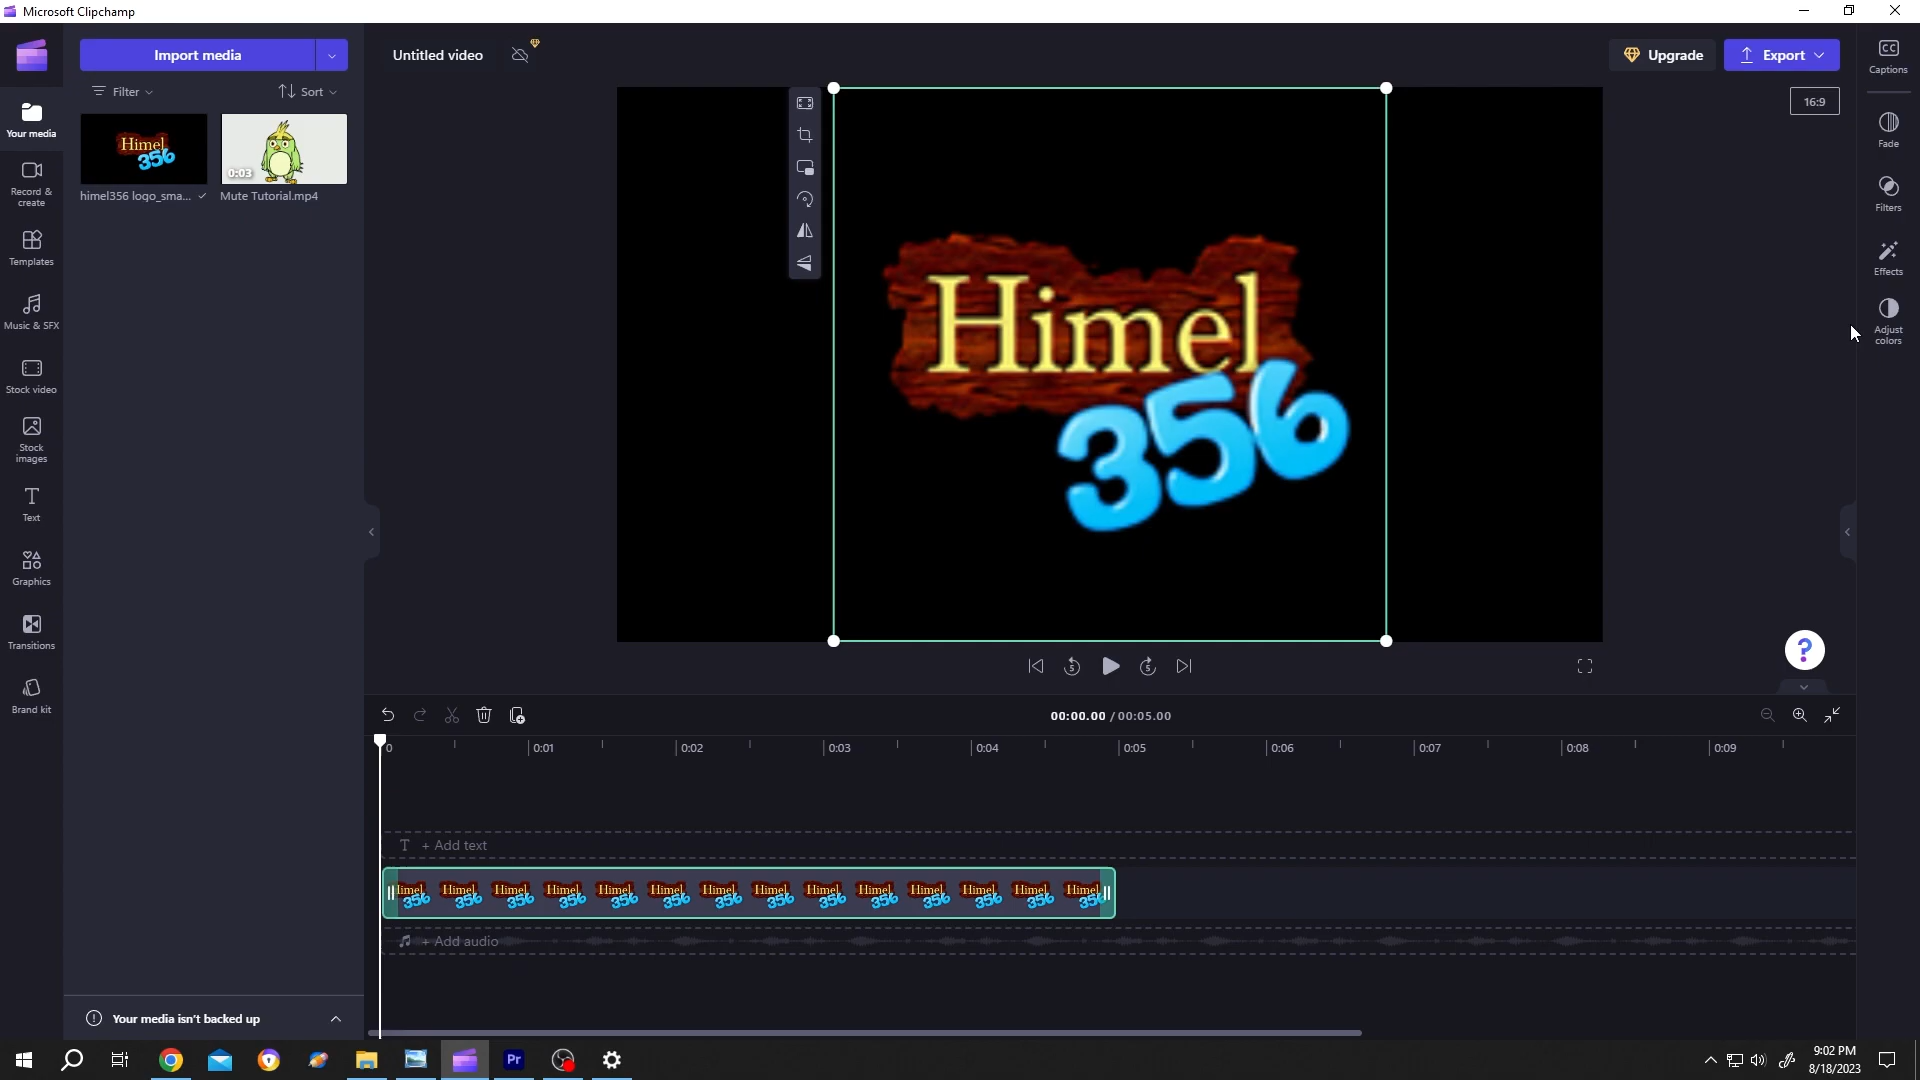 Microsoft Clipchamp
Import media
Untitled video
Upgrade
Export
Captions
Filter
Sort
16:9
Your media
Himel
356
0:03
Fade
himel356 logo_sma...
Mute Tutorial.mp4
Record &
create
Filters
Templates
Effects
Himel
356
Music & SFX
Adjust
colors
Stock video
Stock
images
Text
Graphics
Transitions
?
Brand kit
00:00.00 / 00:05.00
0
0:01
0:02
0:03
0:04
0:05
0:06
0:07
0:08
0:09
T + Add text
Himel Himel Himel Himel Himel Himel Himel Himel Himel Himel Himel Himel Himel
356 356 356 356 356 356 356 356 356 356 356 356 356 356
+ Add audio
Your media isn't backed up
Pr
9:02 PM
8/18/2023